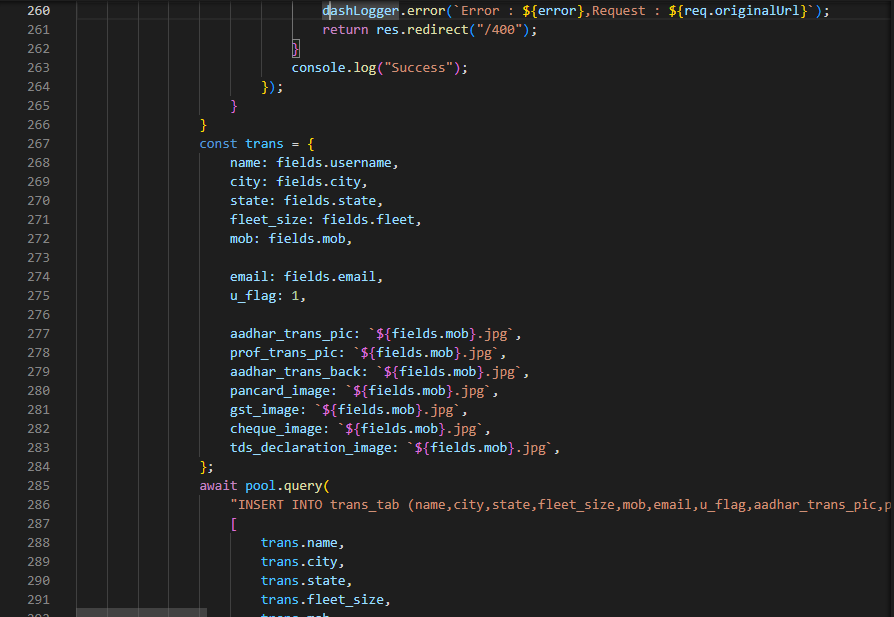 260 dashLogger.error(`Error : ${error},Request : ${req.originalUrl}`);
261 return res.redirect("/400");
262 }
263 console.log("Success");
264 });
265 }
266 }
267 const trans = {
268 name: fields.username,
269 city: fields.city,
270 state: fields.state,
271 fleet_size: fields.fleet,
272 mob: fields.mob,
273
274 email: fields.email,
275 u_flag: 1,
276
277 aadhar_trans_pic: `${fields.mob}.jpg`,
278 prof_trans_pic: `${fields.mob}.jpg`,
279 aadhar_trans_back: `${fields.mob}.jpg`,
280 pancard_image: `${fields.mob}.jpg`,
281 gst_image: `${fields.mob}.jpg`,
282 cheque_image: `${fields.mob}.jpg`,
283 tds_declaration_image: `${fields.mob}.jpg`,
284 };
285 await pool.query(
286 "INSERT INTO trans_tab (name,city,state,fleet_size,mob,email,u_flag,aadhar_trans_pic,p
287 [
288 trans.name,
289 trans.city,
290 trans.state,
291 trans.fleet_size,